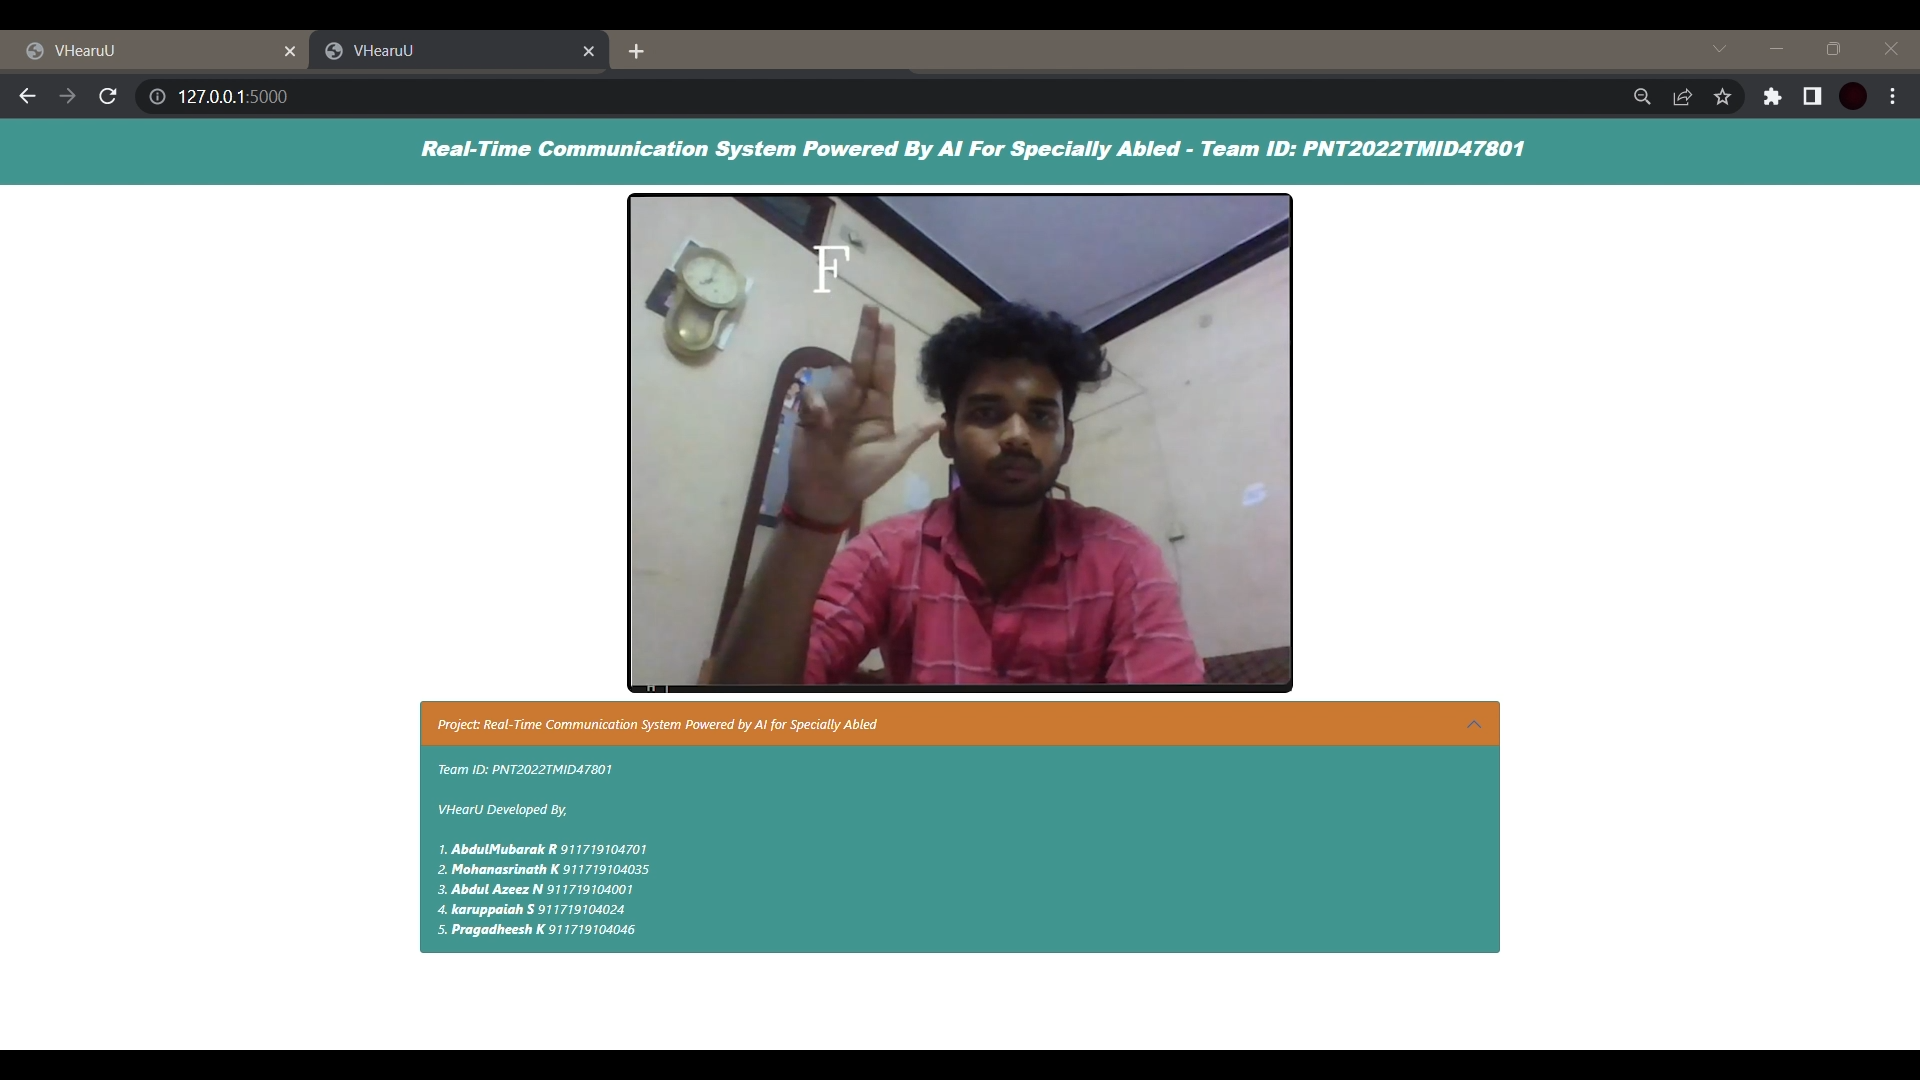 VHearuU
VHearuU
127.0.0.1:5000
Real-Time Communication System Powered By AI For Specially Abled - Team ID: PNT2022TMID47801
F
Project: Real-Time Communication System Powered by AI for Specially Abled
Team ID: PNT2022TMID47801
VHearU Developed By,
1. AbdulMubarak R 911719104701
2. Mohanasrinath K 911719104035
3. Abdul Azeez N 911719104001
4. karuppaiah S 911719104024
5. Pragadheesh K 911719104046